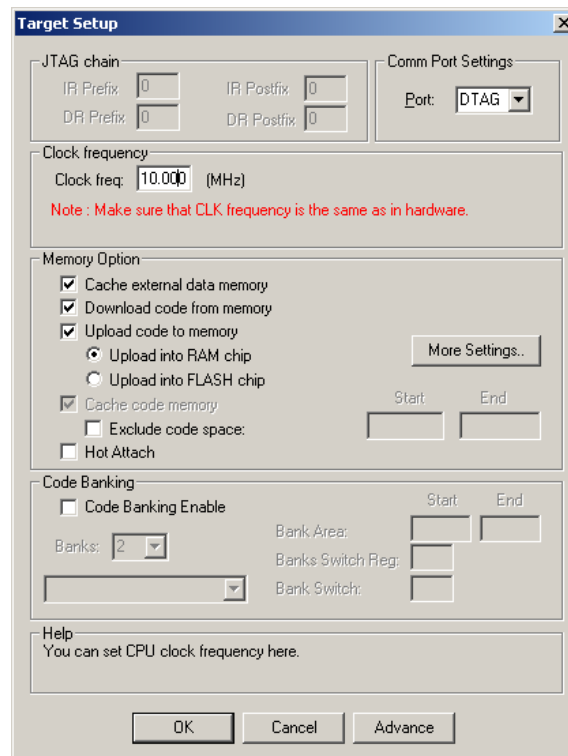 Target Setup
JTAG chain
IR Prefix 0 IR Postfix 0
DR Prefix 0 DR Postfix 0
Comm Port Settings
Port: DTAG
Clock frequency
Clock freq: 10.000 (MHz)
Note : Make sure that CLK frequency is the same as in hardware.
Memory Option
Cache external data memory
Download code from memory
Upload code to memory
Upload into RAM chip
More Settings..
Upload into FLASH chip
Cache code memory Start End
Exclude code space:
Hot Attach
Code Banking
Code Banking Enable Start End
Banks: 2 Bank Area:
Banks Switch Reg:
Bank Switch:
Help
You can set CPU clock frequency here.
OK Cancel Advance